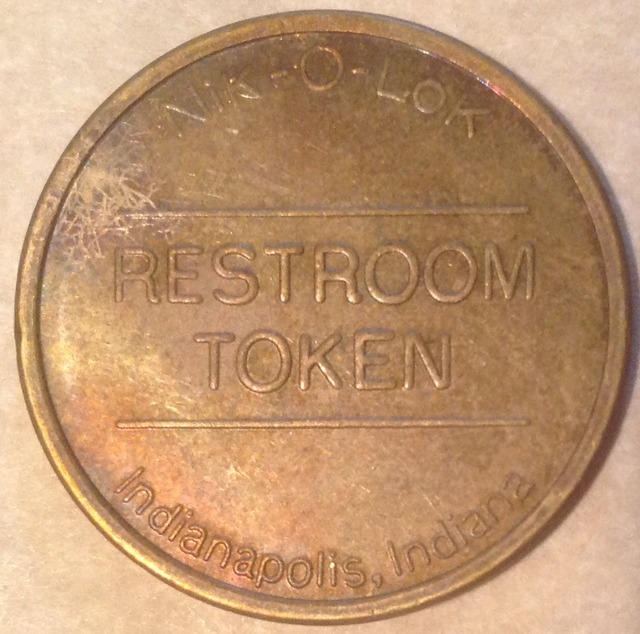 Nik-O-Lok
RESTROOM
TOKEN
Indianapolis, Indiana